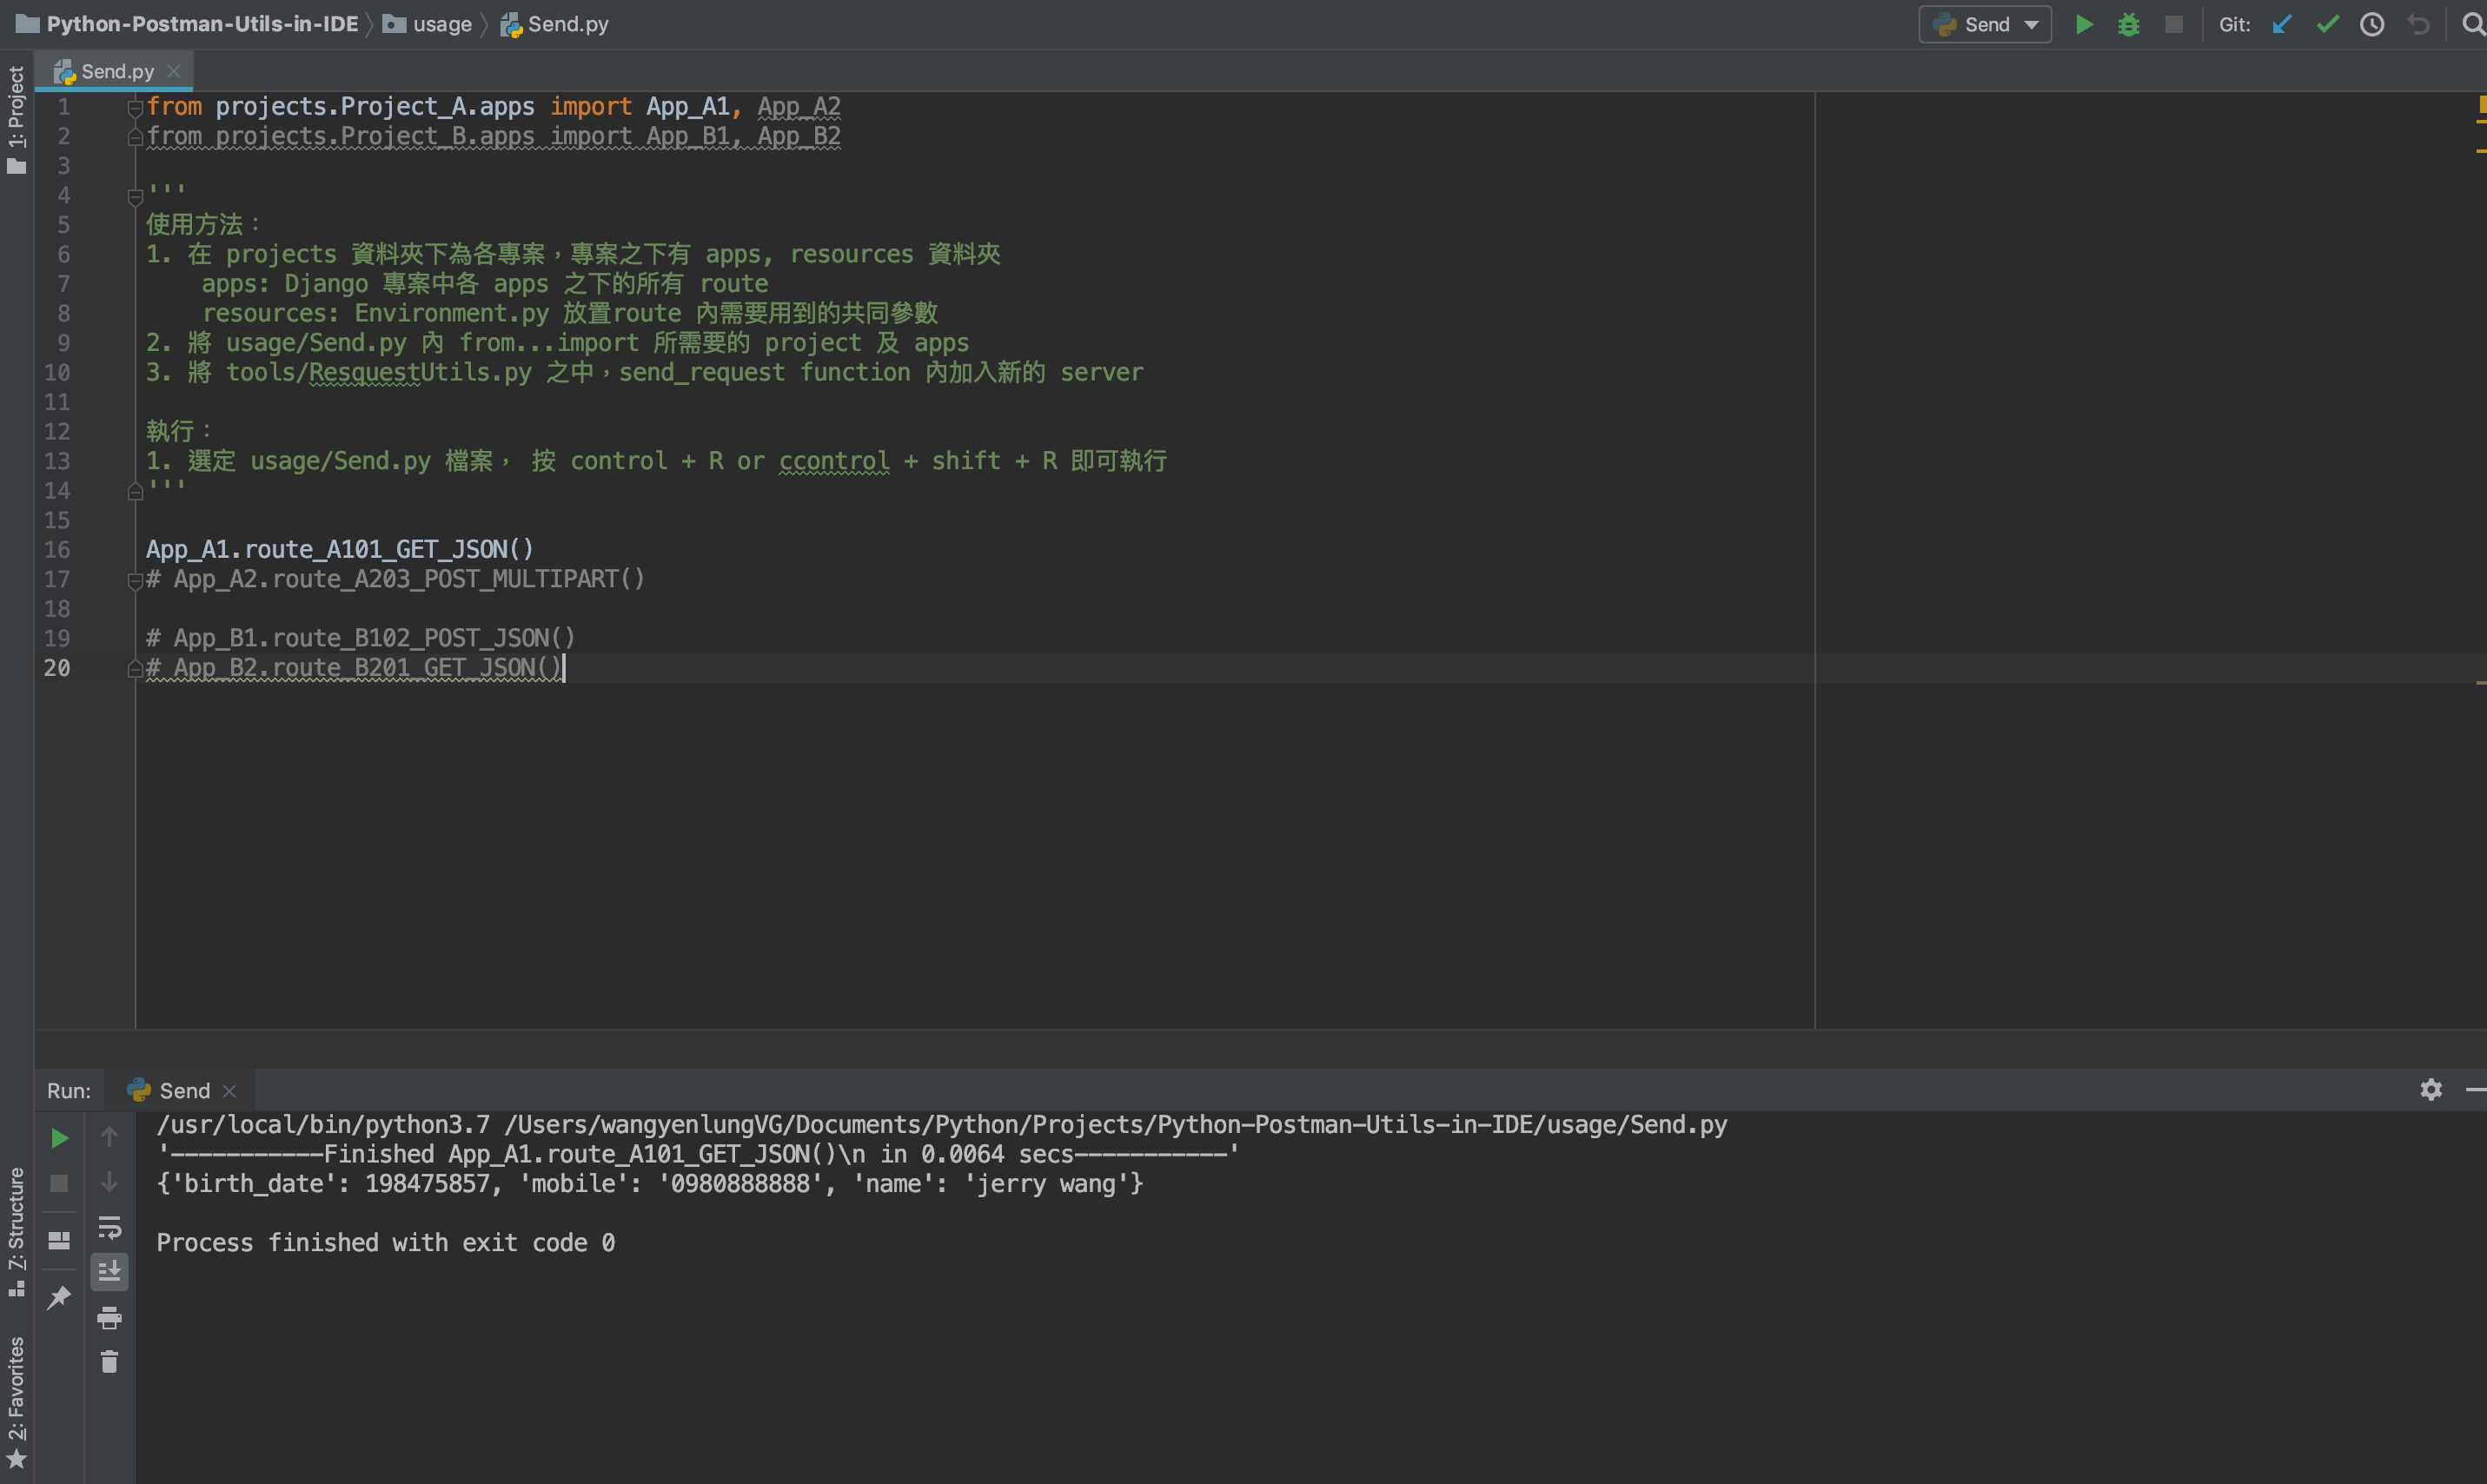 Python-Postman-Utils-in-IDE usage Send.py Send Git:
Send.py
1 from projects.Project_A.apps import App_A1, App_A2
2 from projects.Project_B.apps import App_B1, App_B2
3
4 '''
5 使用方法：
6 1. 在 projects 資料夾下為各專案，專案之下有 apps, resources 資料夾
7 apps: Django 專案中各 apps 之下的所有 route
8 resources: Environment.py 放置route 內需要用到的共同參數
9 2. 將 usage/Send.py 內 from...import 所需要的 project 及 apps
10 3. 將 tools/ResquestUtils.py 之中，send_request function 內加入新的 server
11
12 執行：
13 1. 選定 usage/Send.py 檔案， 按 control + R or ccontrol + shift + R 即可執行
14 '''
15
16 App_A1.route_A101_GET_JSON()
17 # App_A2.route_A203_POST_MULTIPART()
18
19 # App_B1.route_B102_POST_JSON()
20 # App_B2.route_B201_GET_JSON()
1: Project
7: Structure
2: Favorites
Run: Send
/usr/local/bin/python3.7 /Users/wangyenlungVG/Documents/Python/Projects/Python-Postman-Utils-in-IDE/usage/Send.py
'-----------Finished App_A1.route_A101_GET_JSON()\n in 0.0064 secs-----------'
{'birth_date': 198475857, 'mobile': '0980888888', 'name': 'jerry wang'}
Process finished with exit code 0